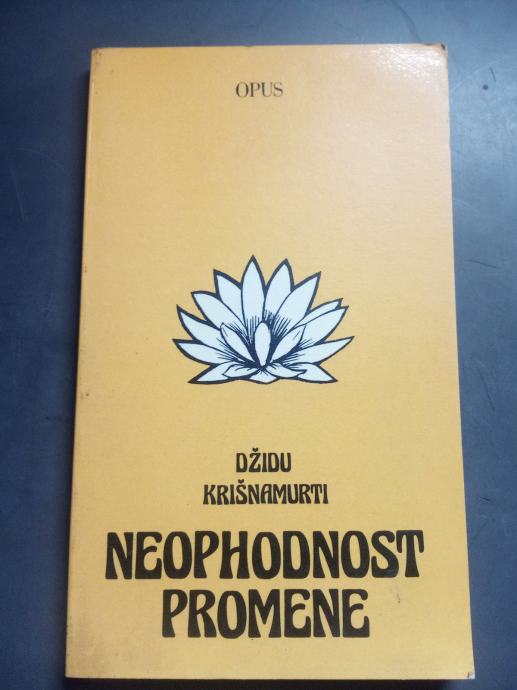 OPUS
DŽIDU
KRIŠNAMURTI
NEOPHODNOST
PROMENE